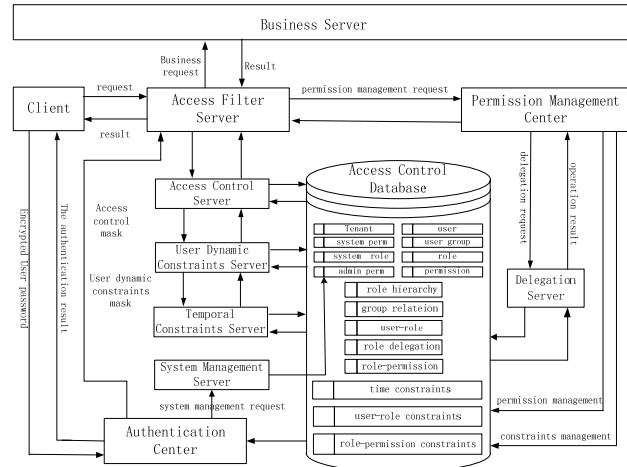 Business Server
Business
request
Result
request
permission management request
Client
Access Filter
Server
Permission Management
Center
result
Encrypted User password
The authentication result
Access
control
mask
User dynamic
constraints
mask
Access Control
Server
User Dynamic
Constraints Server
Temporal
Constraints Server
System Management
Server
system management request
Authentication
Center
Access Control
Database
Tenant
user
system perm
user group
system role
role
admin perm
permission
role hierarchy
group relateion
user-role
role delegation
role-permission
time constraints
user-role constraints
role-permission constraints
delegation request
operation result
Delegation
Server
permission management
constraints management